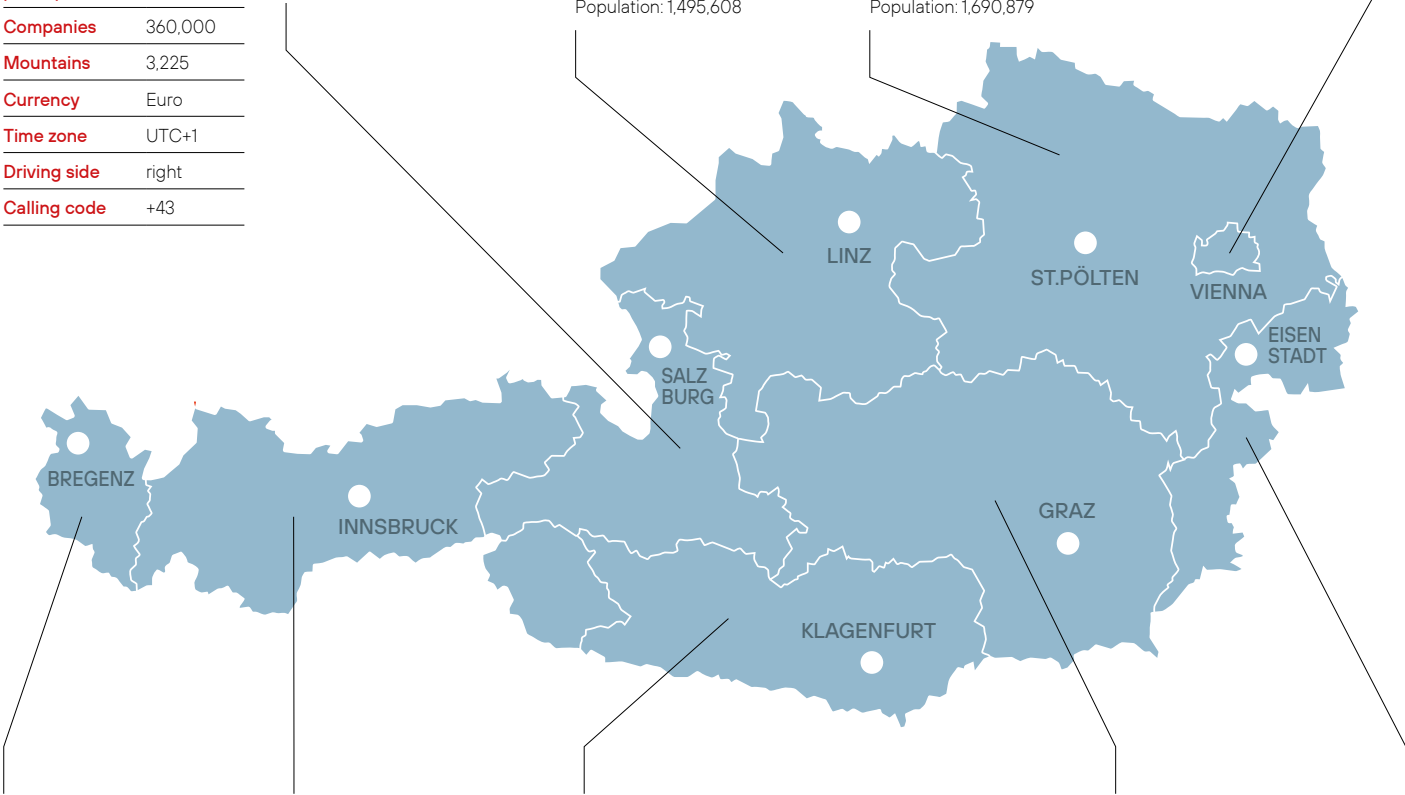 Companies 360,000
Mountains 3,225
Currency Euro
Time zone UTC+1
Driving side right
Calling code +43
Population: 1,495,608
Population: 1,690,879
LINZ
ST.PÖLTEN
VIENNA
EISEN
STADT
SALZ
BURG
BREGENZ
INNSBRUCK
GRAZ
KLAGENFURT